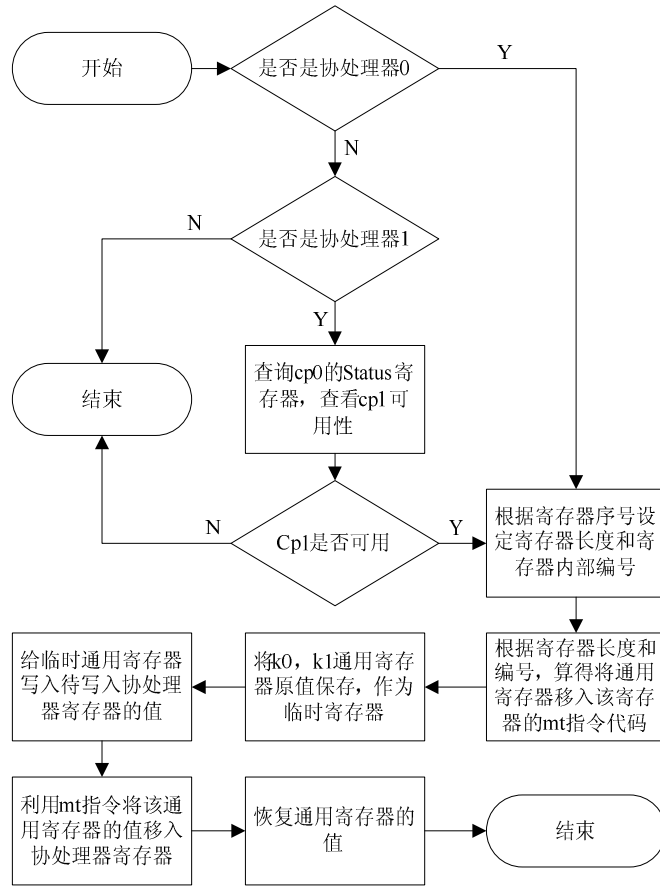 开始
是否是协处理器0
Y
N
是否是协处理器1
N
Y
查询cp0的Status寄
存器，查看cp1可
用性
结束
Cp1是否可用
N
Y
根据寄存器序号设
定寄存器长度和寄
存器内部编号
给临时通用寄存器
写入待写入协处理
器寄存器的值
将k0，k1通用寄存
器原值保存，作为
临时寄存器
根据寄存器长度和
编号，算得将通用
寄存器移入该寄存
器的mt指令代码
利用mt指令将该通
用寄存器的值移入
协处理器寄存器
恢复通用寄存器的
值
结束